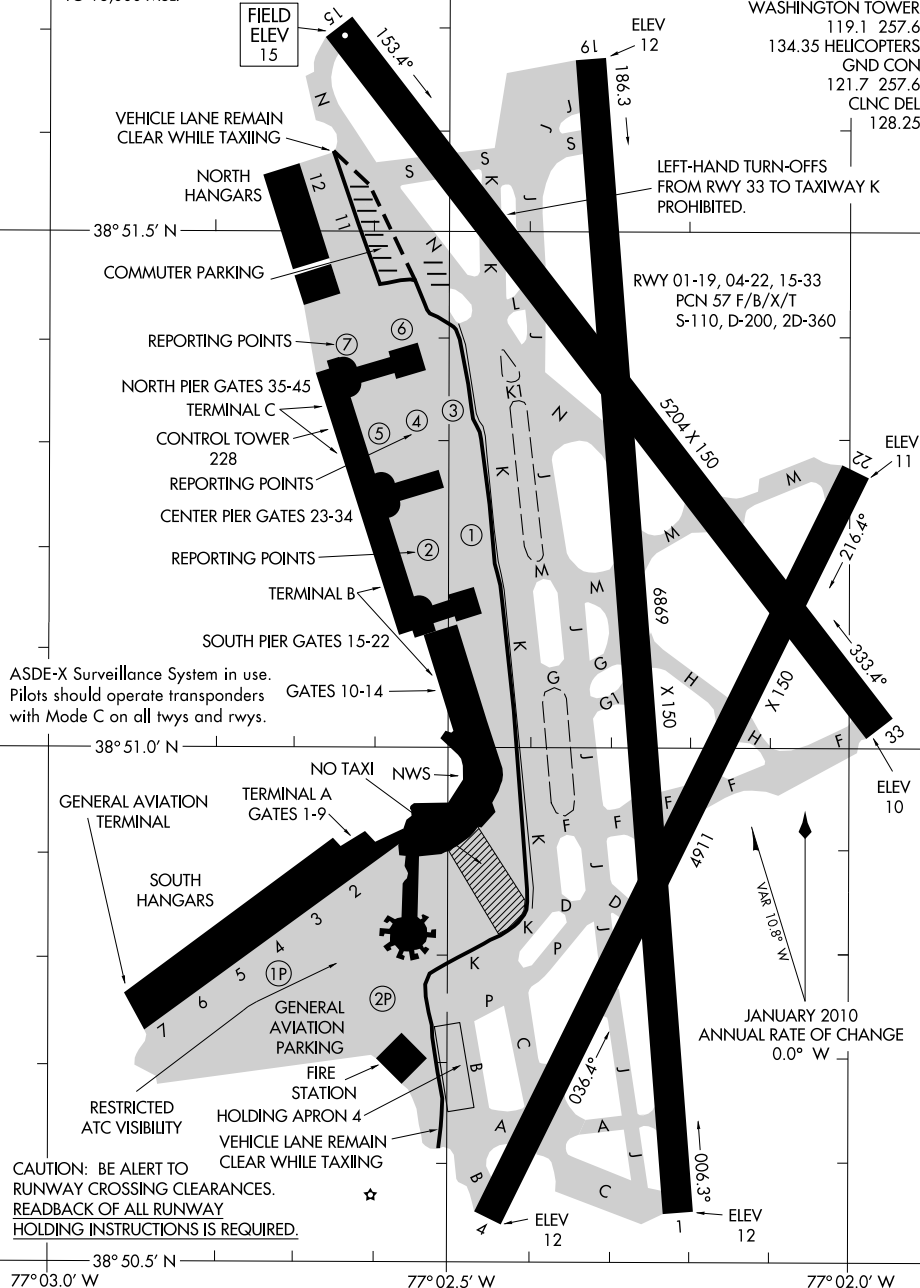 FIELD
ELEV
15
15
153.4°
19
ELEV
12
186.3
WASHINGTON TOWER
119.1 257.6
134.35 HELICOPTERS
GND CON
121.7 257.6
CLNC DEL
128.25
N
J
J
S
VEHICLE LANE REMAIN
CLEAR WHILE TAXIING
S
S
K
J
LEFT-HAND TURN-OFFS
FROM RWY 33 TO TAXIWAY K
PROHIBITED.
NORTH
HANGARS
12
11
38° 51.5' N
COMMUTER PARKING
N
K
L
J
RWY 01-19, 04-22, 15-33
PCN 57 F/B/X/T
S-110, D-200, 2D-360
REPORTING POINTS
7
6
NORTH PIER GATES 35-45
TERMINAL C
CONTROL TOWER
228
REPORTING POINTS
5
4
3
K1
N
5204 X 150
K
J
CENTER PIER GATES 23-34
22
ELEV
11
M
M
216.4°
REPORTING POINTS
2
1
M
M
TERMINAL B
6869
X 150
J
SOUTH PIER GATES 15-22
K
G
G
G1
H
333.4°
X 150
ASDE-X Surveillance System in use.
Pilots should operate transponders
with Mode C on all twys and rwys.
GATES 10-14
33
H
F
38° 51.0' N
J
ELEV
10
NO TAXI
NWS
TERMINAL A
GATES 1-9
GENERAL AVIATION
TERMINAL
F
F
F
F
K
J
4911
VAR 10.8° W
SOUTH
HANGARS
2
3
4
5
6
7
D
D
K
P
J
K
1P
2P
P
GENERAL
AVIATION
PARKING
JANUARY 2010
ANNUAL RATE OF CHANGE
0.0° W
C
B
J
036.4°
FIRE
STATION
RESTRICTED
ATC VISIBILITY
HOLDING APRON 4
VEHICLE LANE REMAIN
CLEAR WHILE TAXIING
A
A
J
006.3°
B
C
CAUTION: BE ALERT TO
RUNWAY CROSSING CLEARANCES.
READBACK OF ALL RUNWAY
HOLDING INSTRUCTIONS IS REQUIRED.
4
ELEV
12
1
ELEV
12
38° 50.5' N
77° 03.0' W
77° 02.5' W
77° 02.0' W